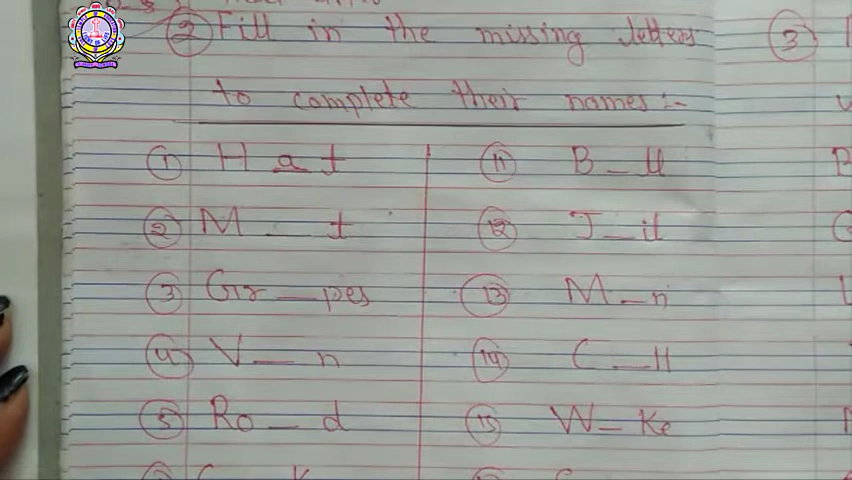 ② Fill in the missing letters
to complete their names :-
① H a t
② M _ t
③ Gr _ pes
④ V _ n
⑤ Ro _ d
⑪ B _ ll
⑫ J _ il
⑬ M _ n
⑭ C _ ll
⑮ W _ ke
③